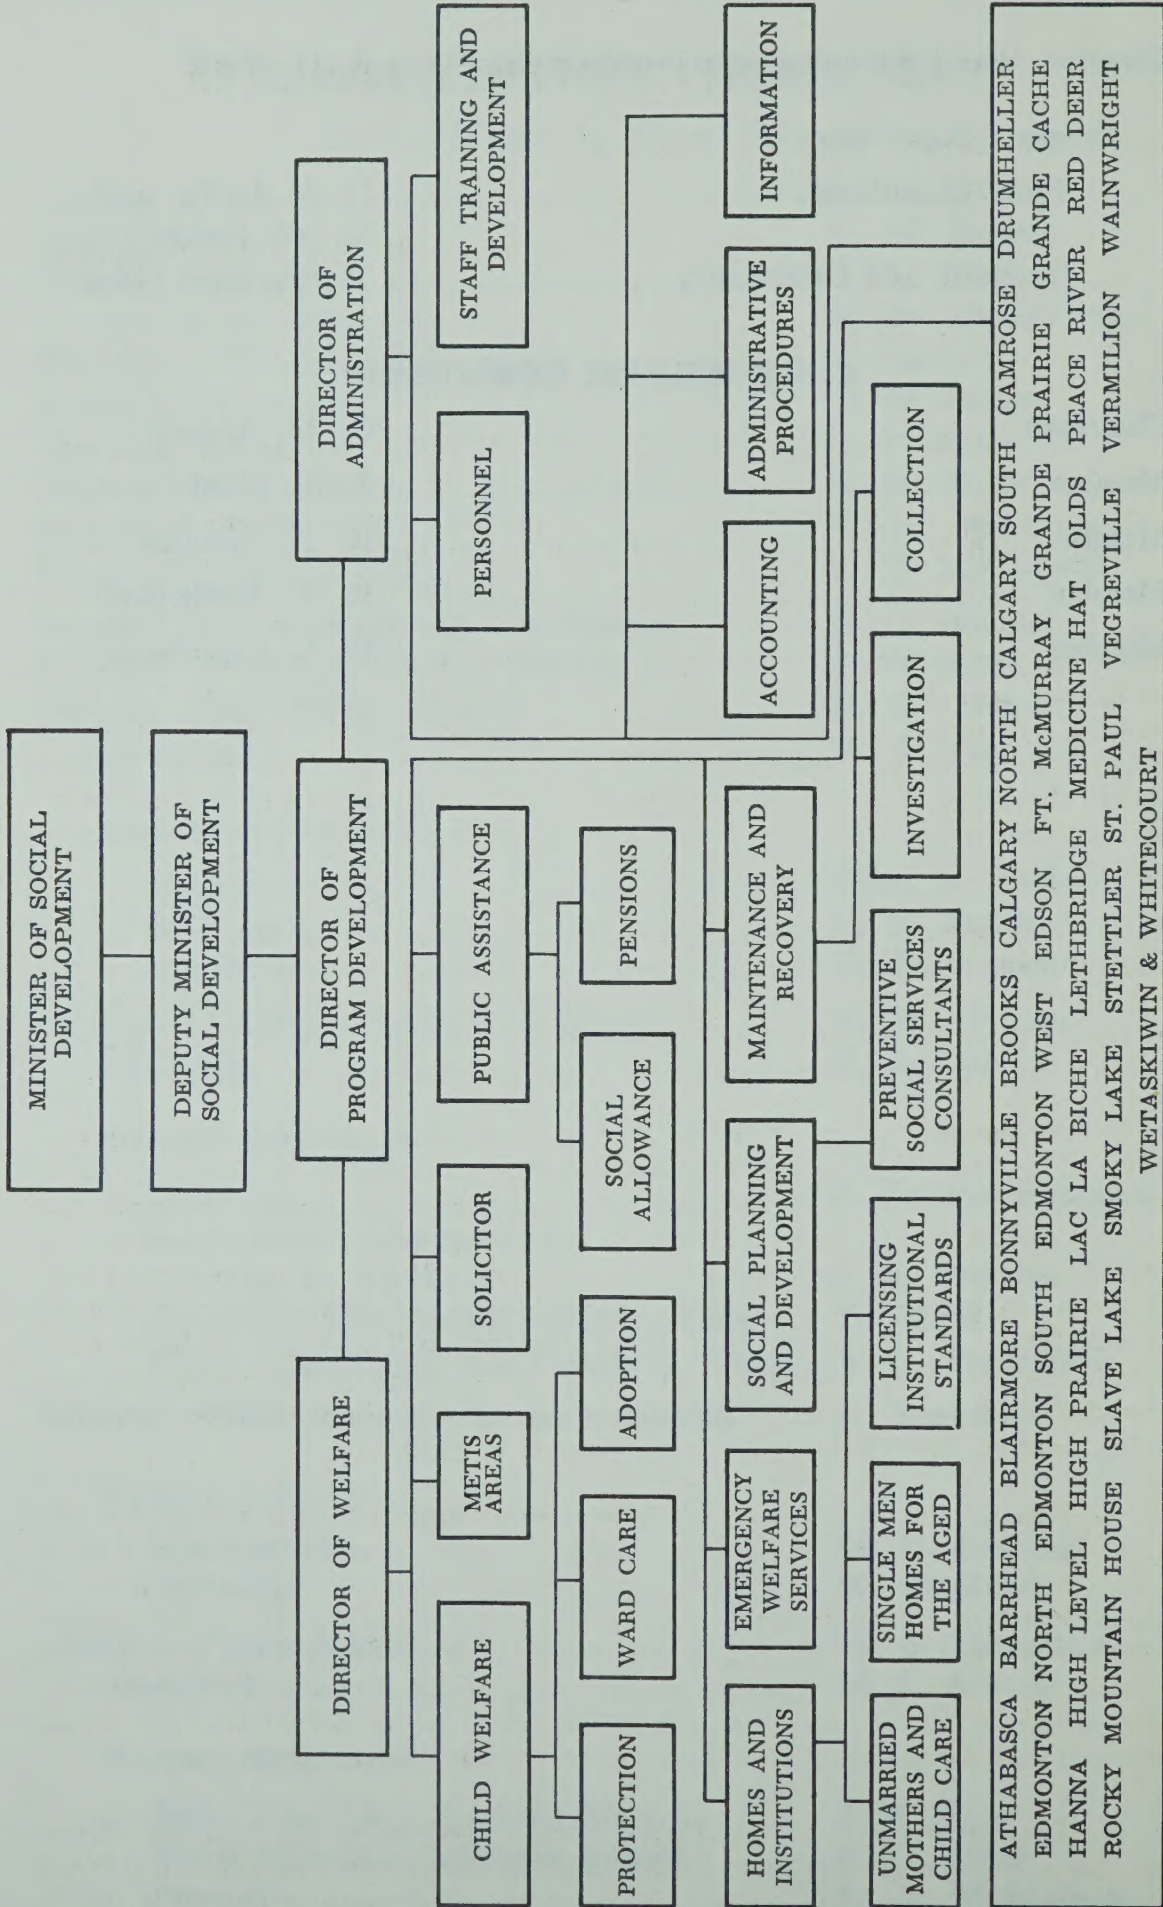 MINISTER OF SOCIAL
DEVELOPMENT
DEPUTY MINISTER OF
SOCIAL DEVELOPMENT
DIRECTOR OF WELFARE
DIRECTOR OF
PROGRAM DEVELOPMENT
DIRECTOR OF
ADMINISTRATION
CHILD WELFARE
METIS
AREAS
SOLICITOR
PUBLIC ASSISTANCE
PERSONNEL
STAFF TRAINING AND
DEVELOPMENT
PROTECTION
WARD CARE
ADOPTION
SOCIAL
ALLOWANCE
PENSIONS
HOMES AND
INSTITUTIONS
EMERGENCY
WELFARE
SERVICES
SOCIAL PLANNING
AND DEVELOPMENT
MAINTENANCE AND
RECOVERY
ACCOUNTING
ADMINISTRATIVE
PROCEDURES
INFORMATION
UNMARRIED
MOTHERS AND
CHILD CARE
SINGLE MEN
HOMES FOR
THE AGED
LICENSING
INSTITUTIONAL
STANDARDS
PREVENTIVE
SOCIAL SERVICES
CONSULTANTS
INVESTIGATION
COLLECTION
ATHABASCA BARRHEAD BLAIRMORE BONNYVILLE BROOKS CALGARY NORTH CALGARY SOUTH CAMROSE DRUMHELLER
EDMONTON NORTH EDMONTON SOUTH EDMONTON WEST EDSON FT. McMURRAY GRANDE PRAIRIE GRANDE CACHE
HANNA HIGH LEVEL HIGH PRAIRIE LAC LA BICHE LETHBRIDGE MEDICINE HAT OLDS PEACE RIVER RED DEER
ROCKY MOUNTAIN HOUSE SLAVE LAKE SMOKY LAKE STETTLER ST. PAUL VEGREVILLE VERMILION WAINWRIGHT
WETASKIWIN & WHITECOURT